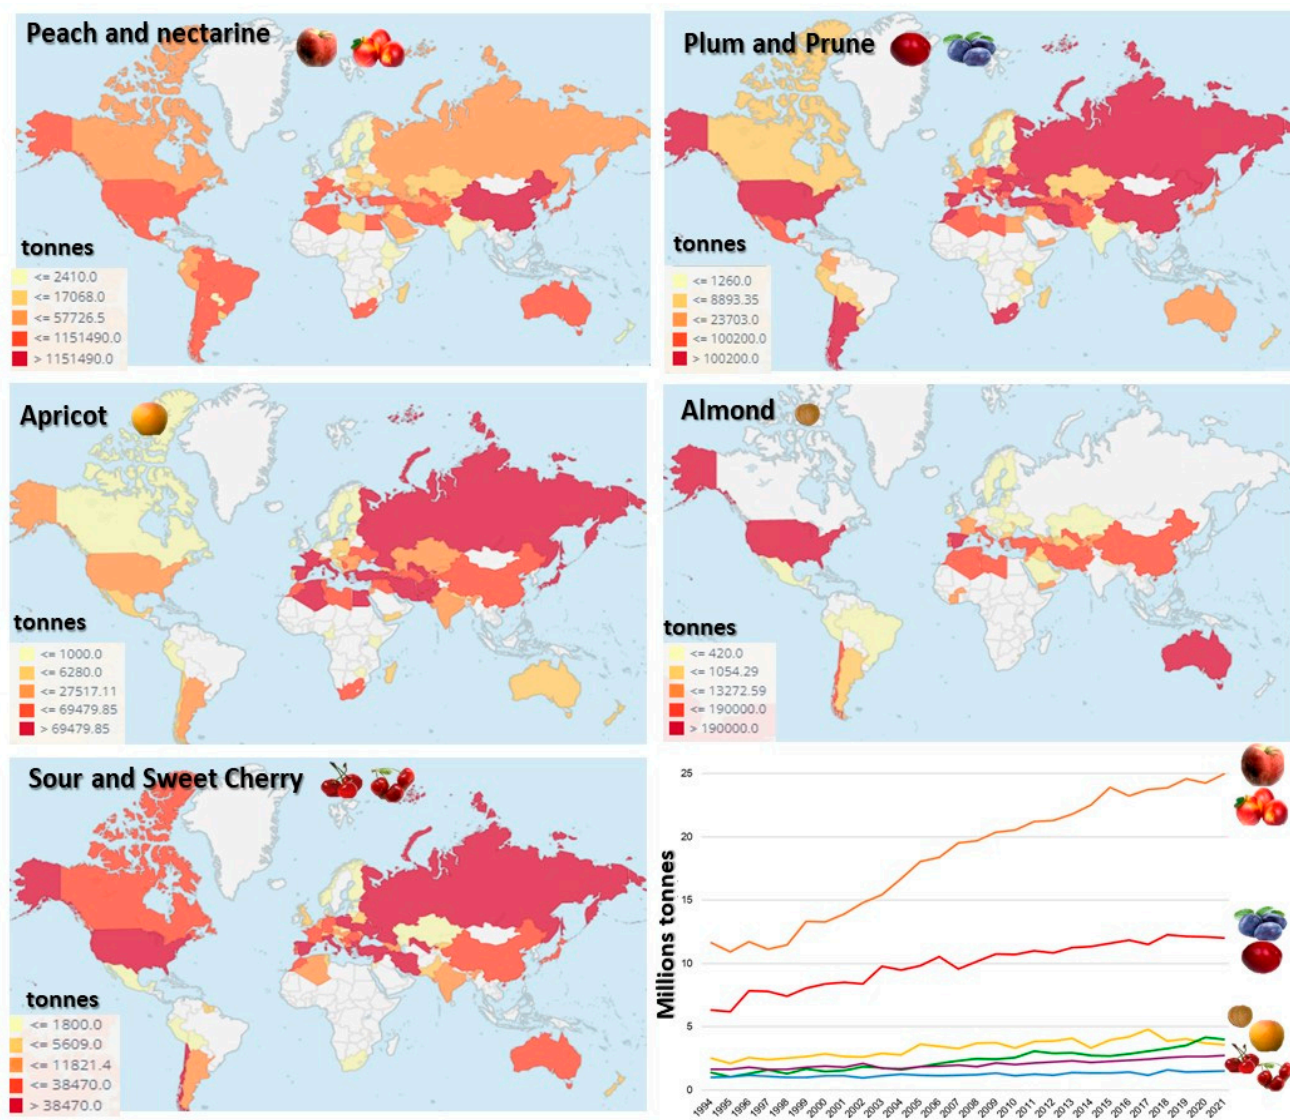 Peach and nectarine
tonnes
<= 2410.0
<= 17068.0
<= 57726.5
<= 1151490.0
> 1151490.0
Plum and Prune
tonnes
<= 1260.0
<= 8893.35
<= 23703.0
<= 100200.0
> 100200.0
Apricot
tonnes
<= 1000.0
<= 6280.0
<= 27517.11
<= 69479.85
> 69479.85
Almond
tonnes
<= 420.0
<= 1054.29
<= 13272.59
<= 190000.0
> 190000.0
Sour and Sweet Cherry
tonnes
<= 1800.0
<= 5609.0
<= 11821.4
<= 38470.0
> 38470.0
Millions tonnes
25
20
15
10
5
0
1994 1995 1996 1997 1998 1999 2000 2001 2002 2003 2004 2005 2006 2007 2008 2009 2010 2011 2012 2013 2014 2015 2016 2017 2018 2019 2020 2021